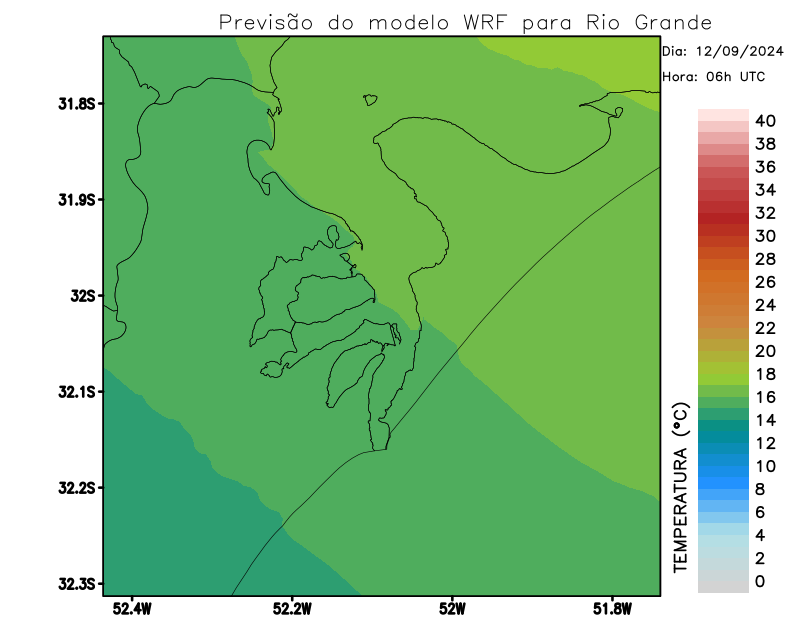 Previsão do modelo WRF para Rio Grande
Dia: 12/09/2024
Hora: 06h UTC
31.8S
31.9S
32S
32.1S
32.2S
32.3S
52.4W
52.2W
52W
51.8W
TEMPERATURA (°C)
40
38
36
34
32
30
28
26
24
22
20
18
16
14
12
10
8
6
4
2
0